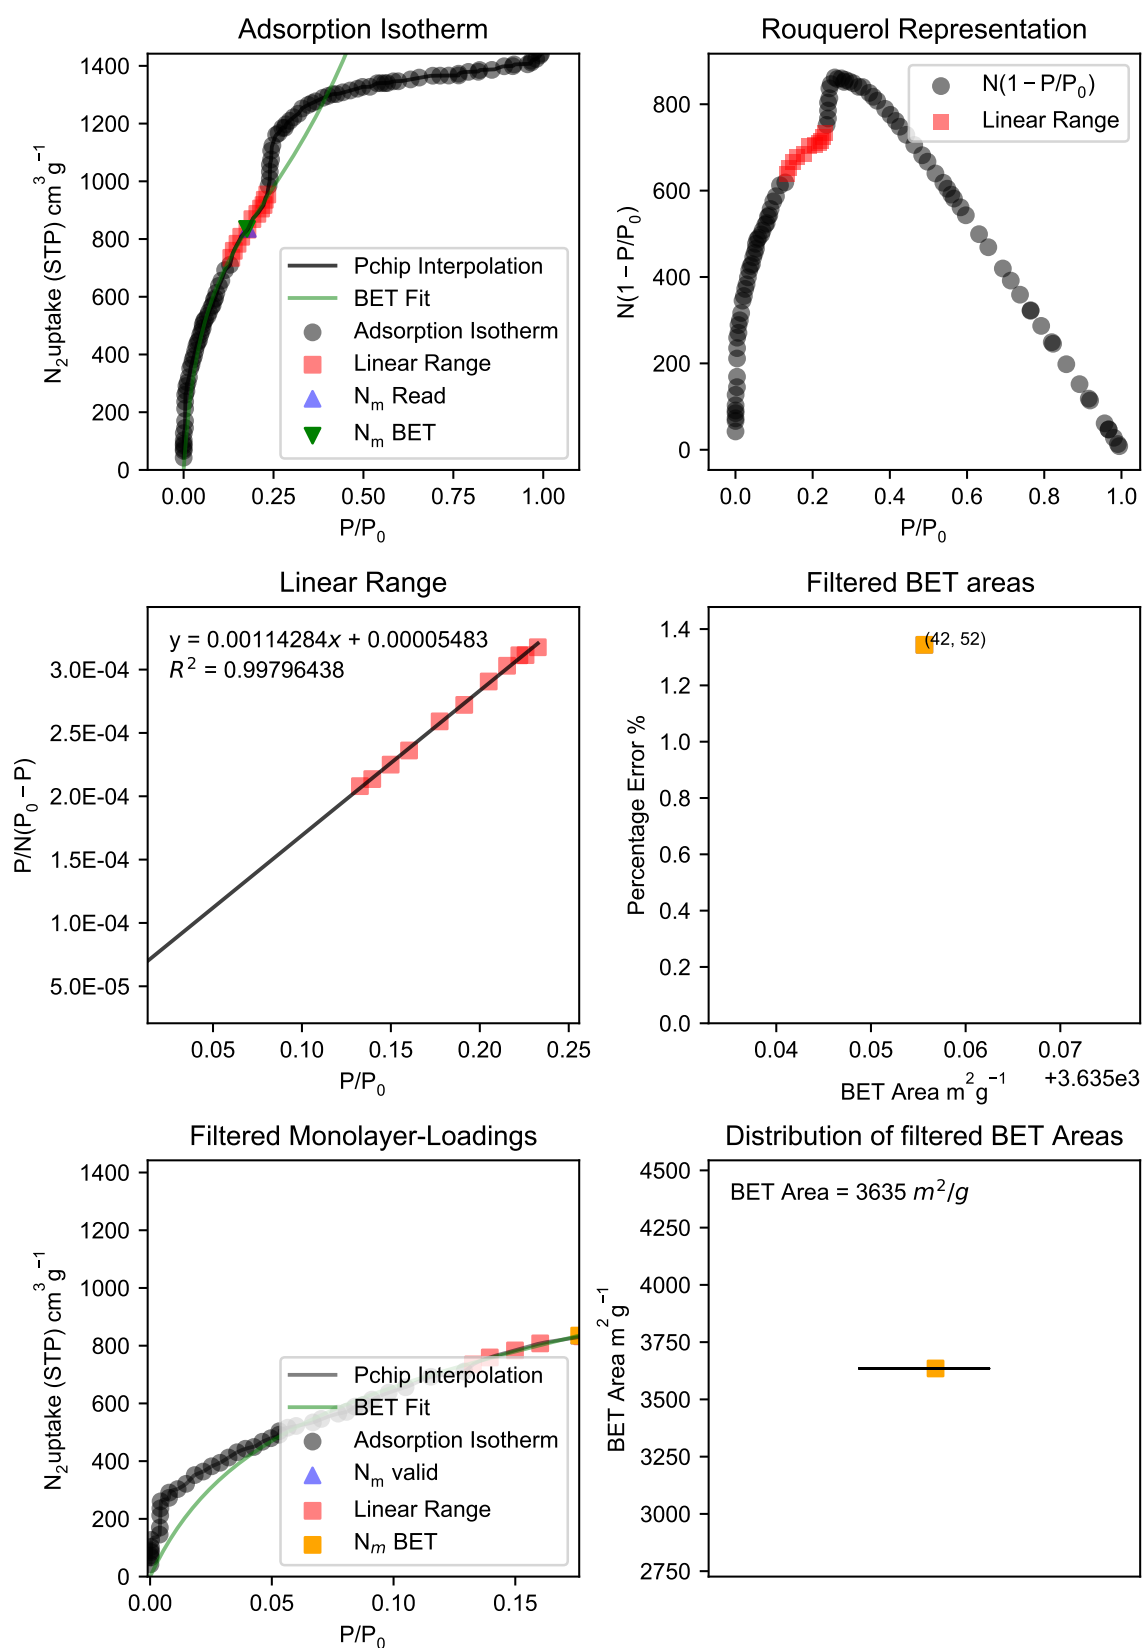 Adsorption Isotherm
1400
1200
1000
800
600
400
200
0
N₂uptake (STP) cm³g⁻¹
Pchip Interpolation
BET Fit
Adsorption Isotherm
Linear Range
Nₘ Read
Nₘ BET
0.00 0.25 0.50 0.75 1.00
P/P₀
Rouquerol Representation
N(1−P/P₀)
Linear Range
800
600
400
200
0
N(1−P/P₀)
0.0 0.2 0.4 0.6 0.8 1.0
P/P₀
Linear Range
y = 0.00114284x + 0.00005483
R² = 0.99796438
3.0E-04
2.5E-04
2.0E-04
1.5E-04
1.0E-04
5.0E-05
P/N(P₀−P)
0.05 0.10 0.15 0.20 0.25
P/P₀
Filtered BET areas
(42, 52)
1.4
1.2
1.0
0.8
0.6
0.4
0.2
0.0
Percentage Error %
0.04 0.05 0.06 0.07
+3.635e3
BET Area m²g⁻¹
Filtered Monolayer-Loadings
1400
1200
1000
800
600
400
200
0
N₂uptake (STP) cm³g⁻¹
Pchip Interpolation
BET Fit
Adsorption Isotherm
Nₘ valid
Linear Range
Nₘ BET
0.00 0.05 0.10 0.15
P/P₀
Distribution of filtered BET Areas
BET Area = 3635 m²/g
4500
4250
4000
3750
3500
3250
3000
2750
BET Area m²g⁻¹